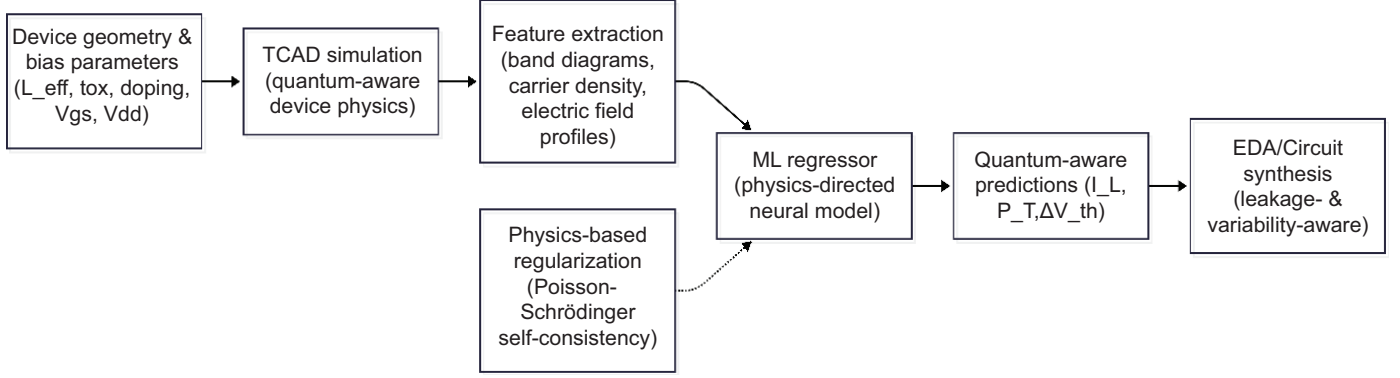 Device geometry &
bias parameters
(L_eff, tox, doping,
Vgs, Vdd)
TCAD simulation
(quantum-aware
device physics)
Feature extraction
(band diagrams,
carrier density,
electric field
profiles)
Physics-based
regularization
(Poisson-
Schrödinger
self-consistency)
ML regressor
(physics-directed
neural model)
Quantum-aware
predictions (I_L,
P_T,ΔV_th)
EDA/Circuit
synthesis
(leakage- &
variability-aware)